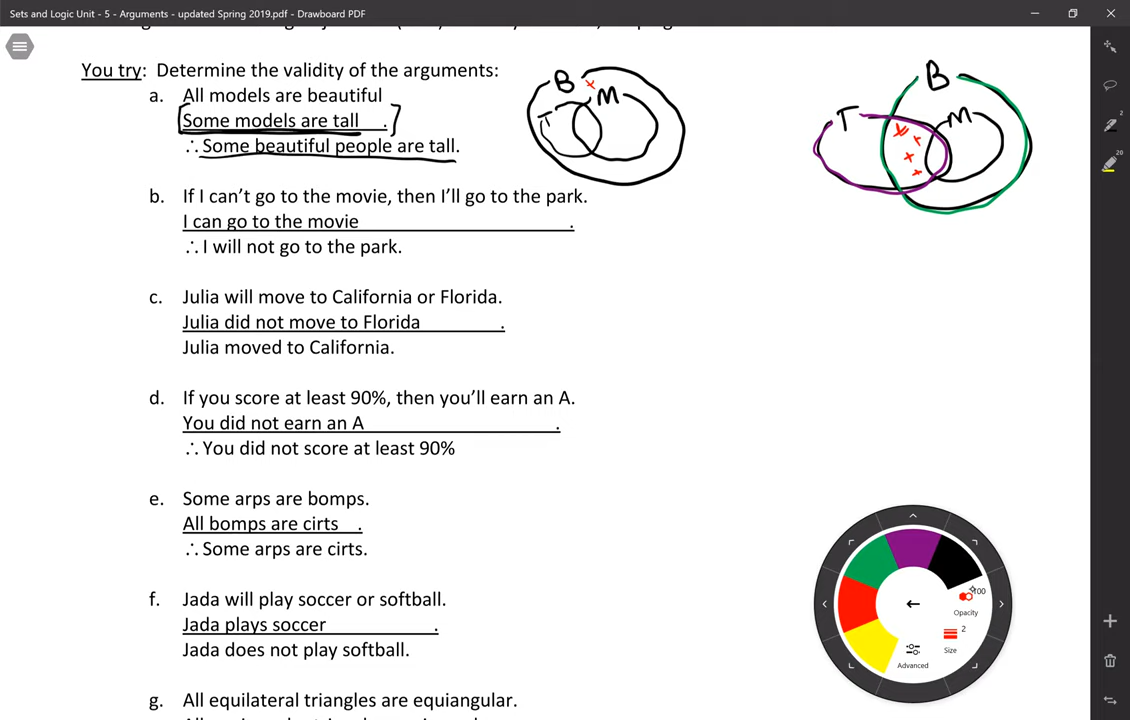 Sets and Logic Unit - 5 - Arguments - updated Spring 2019.pdf - Drawboard PDF
You try: Determine the validity of the arguments:
a. All models are beautiful
Some models are tall .
∴ Some beautiful people are tall.
B
M
T
T
B
M
b. If I can't go to the movie, then I'll go to the park.
I can go to the movie .
∴ I will not go to the park.
c. Julia will move to California or Florida.
Julia did not move to Florida .
Julia moved to California.
d. If you score at least 90%, then you'll earn an A.
You did not earn an A .
∴ You did not score at least 90%
e. Some arps are bomps.
All bomps are cirts .
∴ Some arps are cirts.
f. Jada will play soccer or softball.
Jada plays soccer .
Jada does not play softball.
g. All equilateral triangles are equiangular.
2
20
100
Opacity
2
Size
Advanced